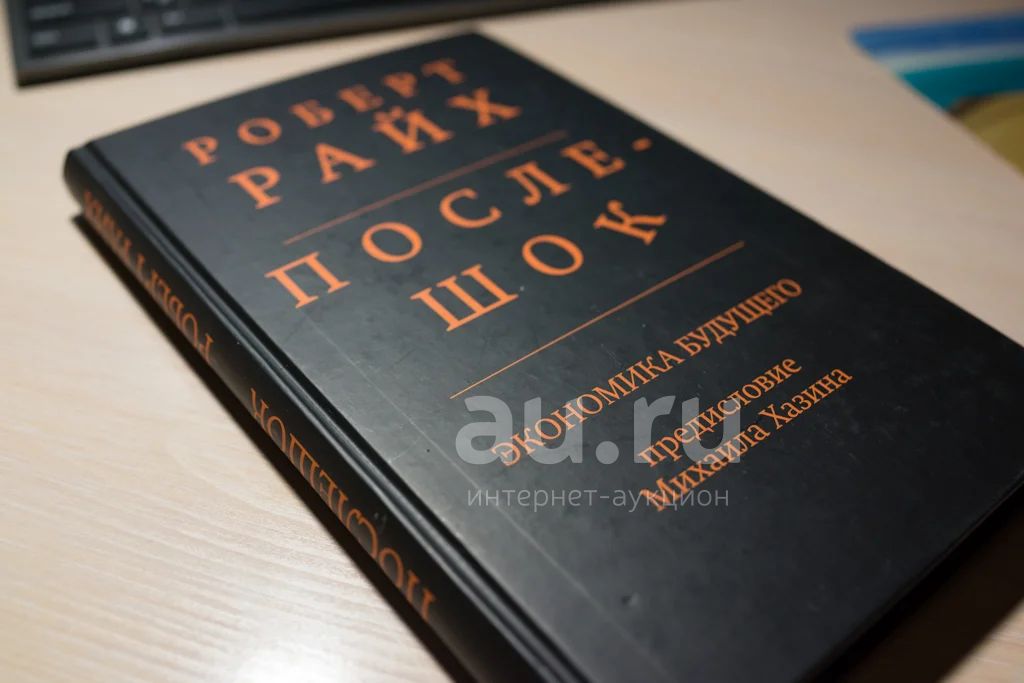 РОБЕРТ
РАЙХ
ПОСЛЕ-
ШОК
ЭКОНОМИКА БУДУЩЕГО
предисловие
Михаила Хазина
РОБЕРТ РАЙХ ПОСЛЕШОК
au.ru
интернет-аукцион